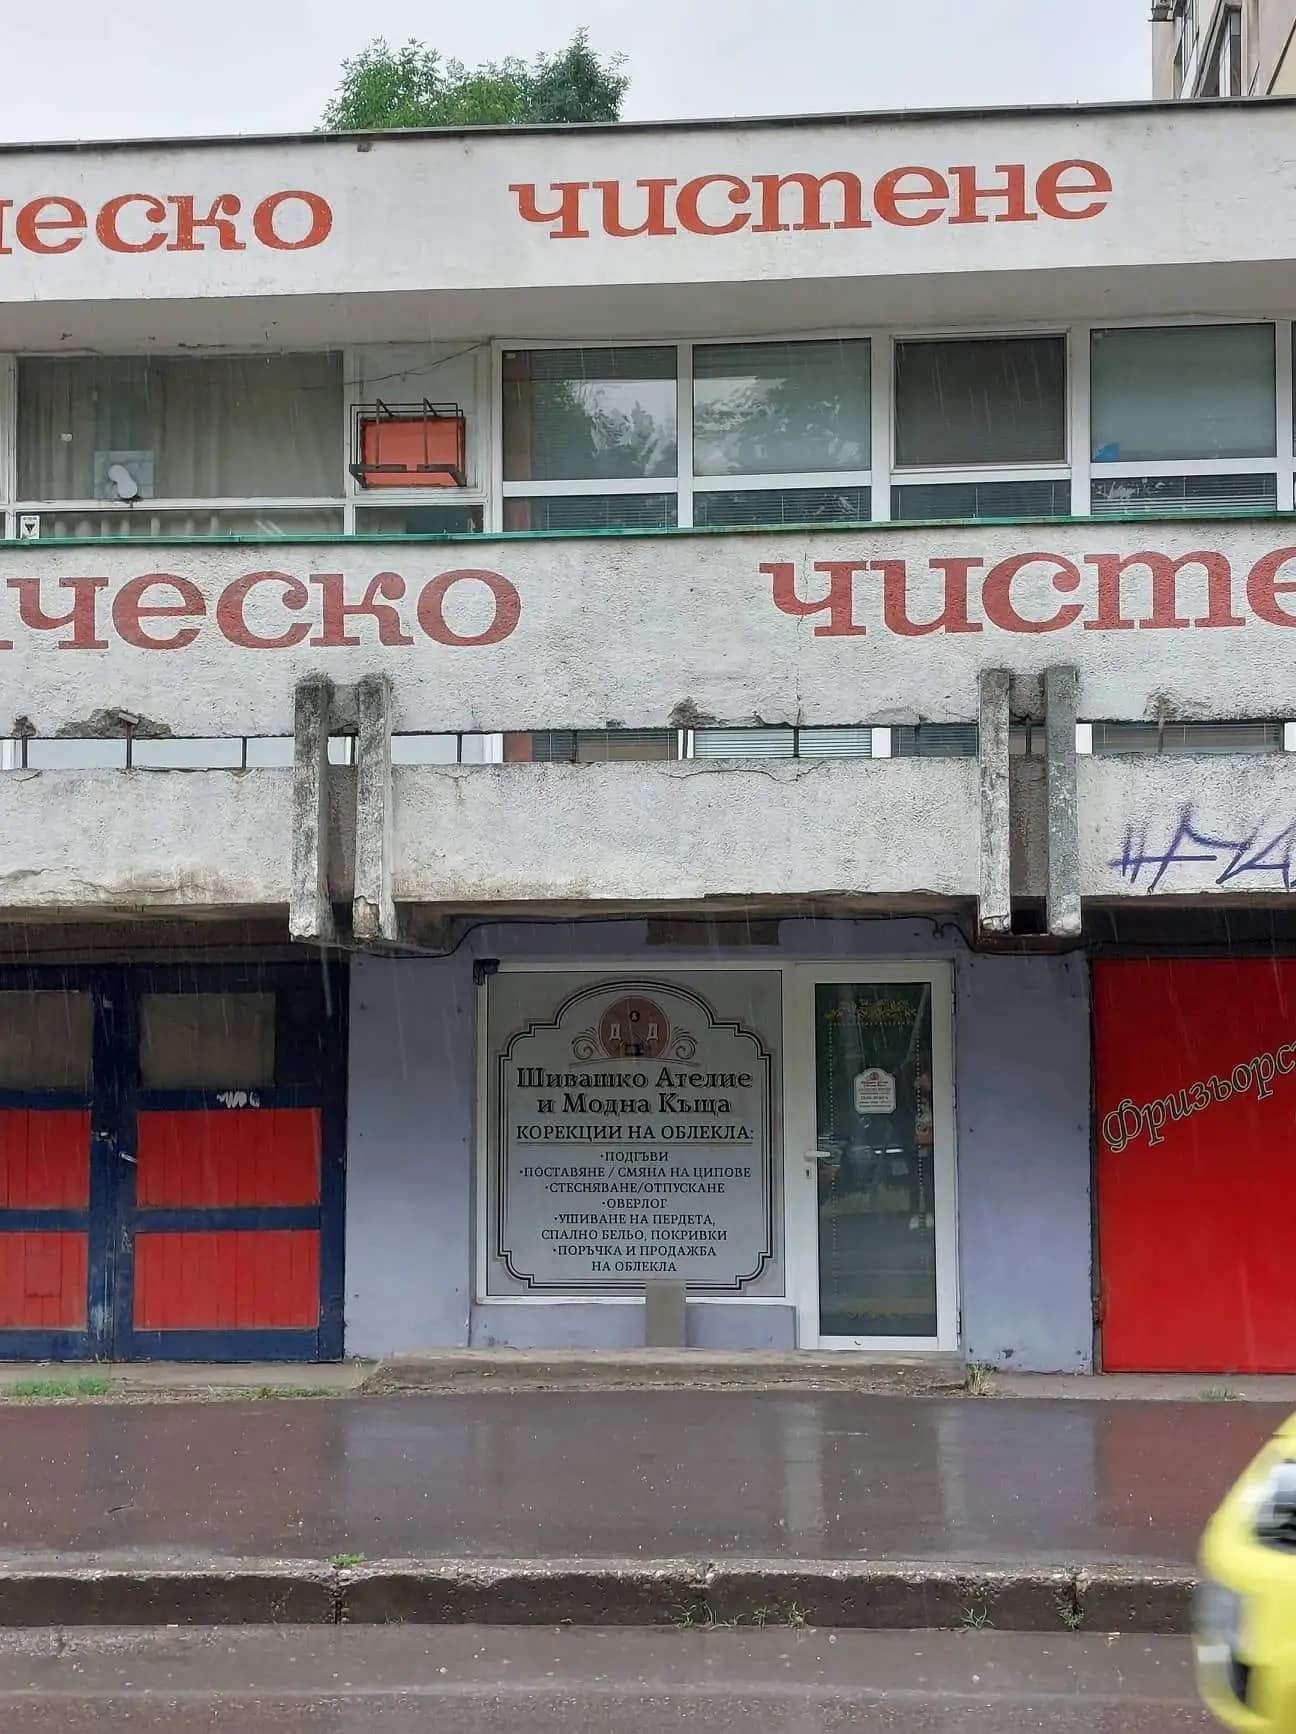 ческо чистене
ическо чисте
Д Д
Шивашко Ателие
и Модна Къща
КОРЕКЦИИ НА ОБЛЕКЛА:
•ПОДГЪВИ
•ПОСТАВЯНЕ / СМЯНА НА ЦИПОВЕ
•СТЕСНЯВАНЕ/ОТПУСКАНЕ
•ОВЕРЛОГ
•УШИВАНЕ НА ПЕРДЕТА,
СПАЛНО БЕЛЬО, ПОКРИВКИ
•ПОРЪЧКА И ПРОДАЖБА
НА ОБЛЕКЛА
Фризьорс